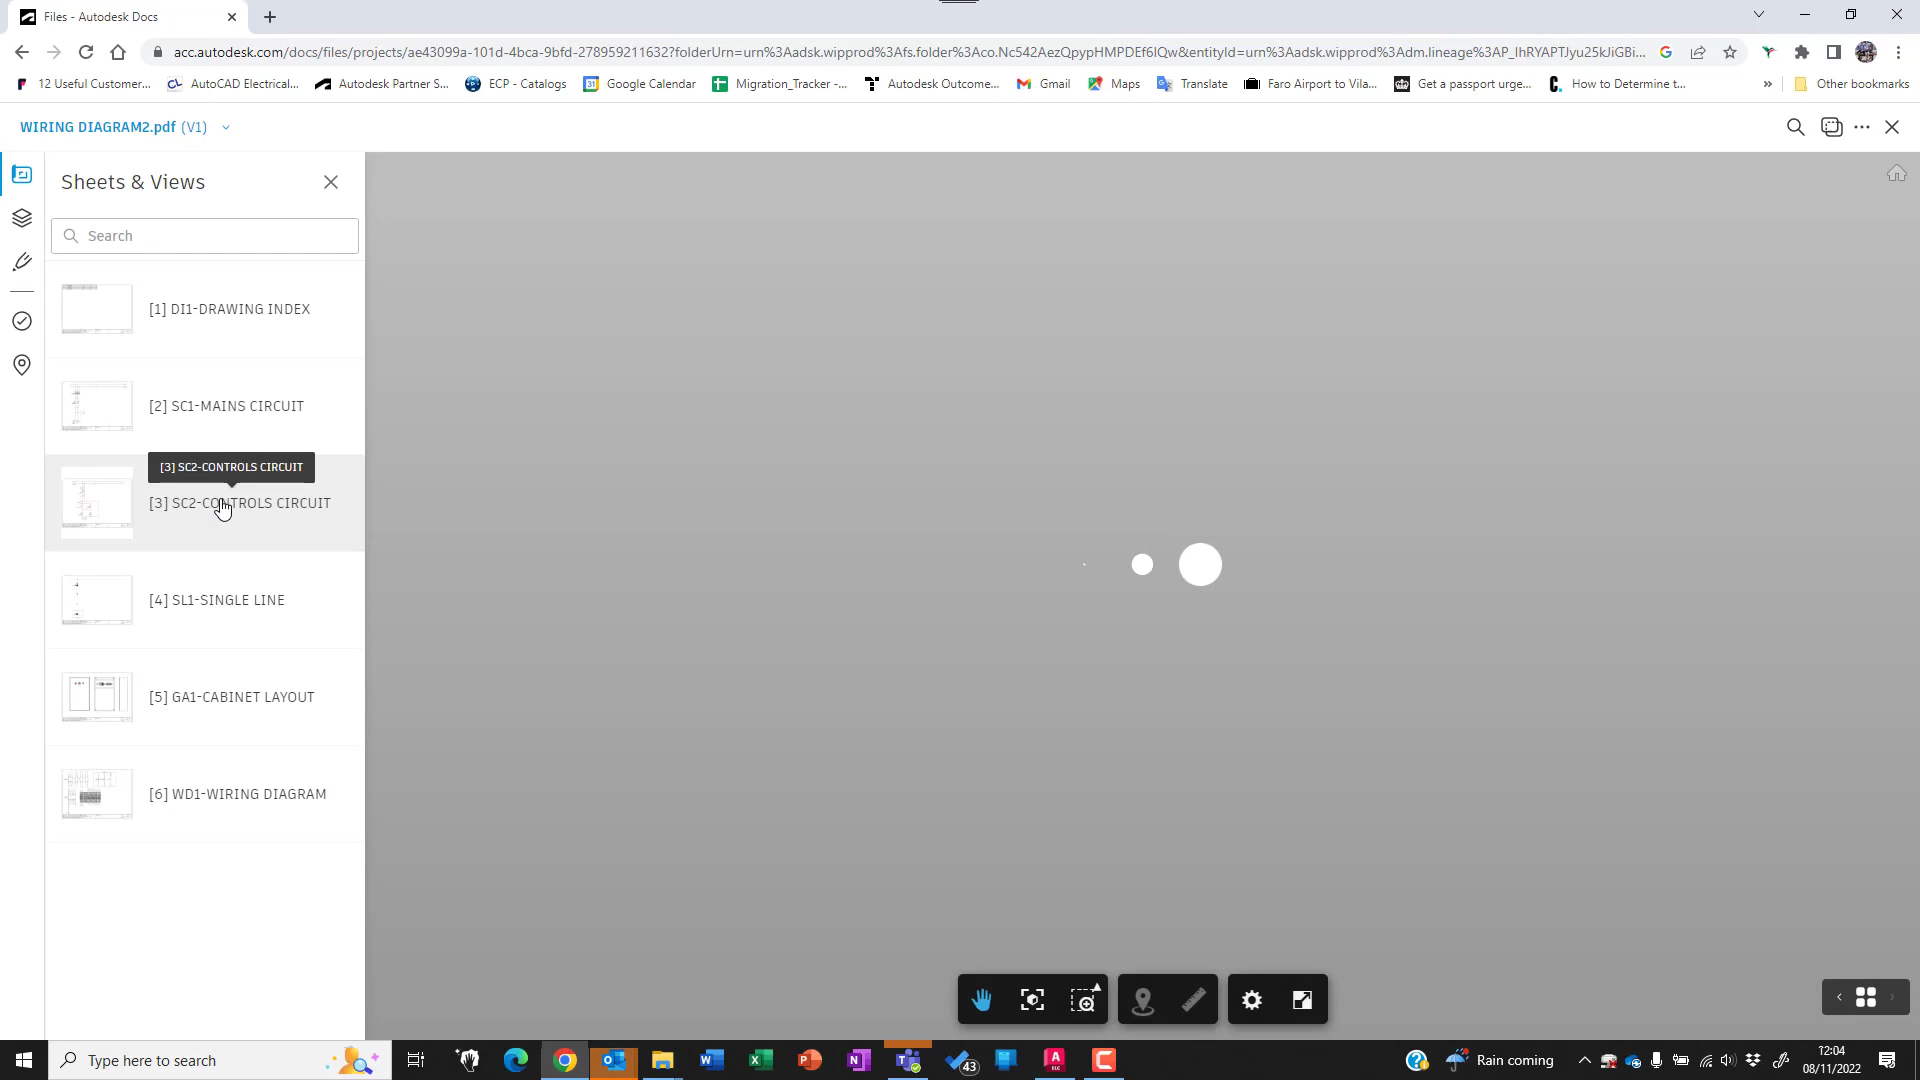 Files - Autodesk Docs
acc.autodesk.com/docs/files/projects/ae43099a-101d-4bca-9bfd-278959211632?folderUrn=urn%3Aadsk.wipprod%3Afs.folder%3Aco.Nc542AezQpypHMPDEf6IQw&entityId=urn%3Aadsk.wipprod%3Adm.lineage%3AP_IhRYAPTJyu25kJiGBi...
12 Useful Customer... AutoCAD Electrical... Autodesk Partner S... ECP - Catalogs Google Calendar Migration_Tracker -... Autodesk Outcome... Gmail Maps Translate Faro Airport to Vila... Get a passport urge... How to Determine t... » Other bookmarks
WIRING DIAGRAM2.pdf (V1)
Sheets & Views
Search
[1] DI1-DRAWING INDEX
[2] SC1-MAINS CIRCUIT
[3] SC2-CONTROLS CIRCUIT
[3] SC2-CONTROLS CIRCUIT
[4] SL1-SINGLE LINE
[5] GA1-CABINET LAYOUT
[6] WD1-WIRING DIAGRAM
Type here to search
43
Rain coming
12:04
08/11/2022